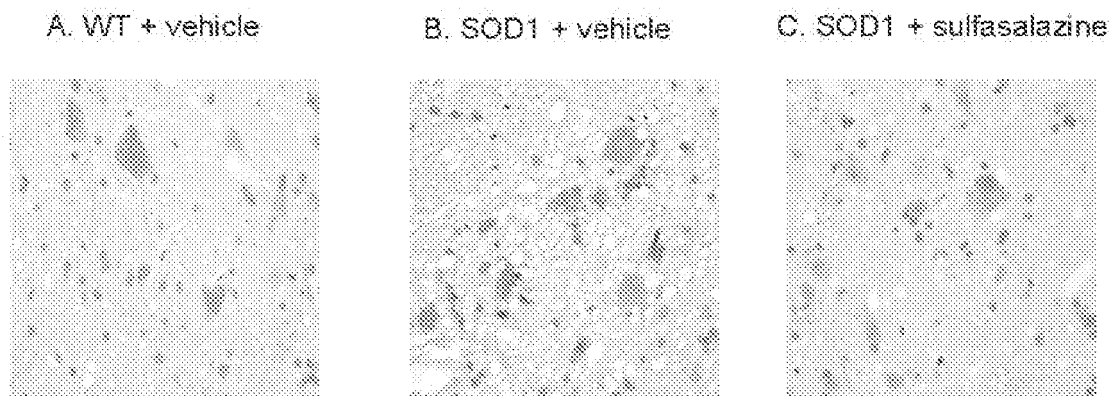 A. WT + vehicle
B. SOD1 + vehicle
C. SOD1 + sulfasalazine